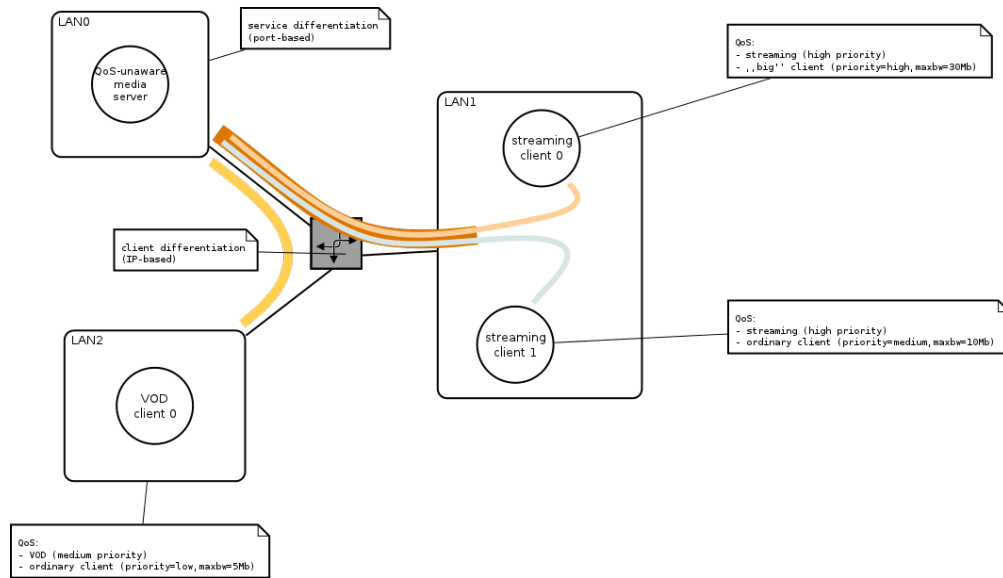 LAN0
QoS-unaware
media
server
service differentiation
(port-based)
QoS:
- streaming (high priority)
- ,,big'' client (priority=high,maxbw=30Mb)
LAN1
streaming
client 0
client differentiation
(IP-based)
streaming
client 1
QoS:
- streaming (high priority)
- ordinary client (priority=medium,maxbw=10Mb)
LAN2
VOD
client 0
QoS:
- VOD (medium priority)
- ordinary client (priority=low,maxbw=5Mb)